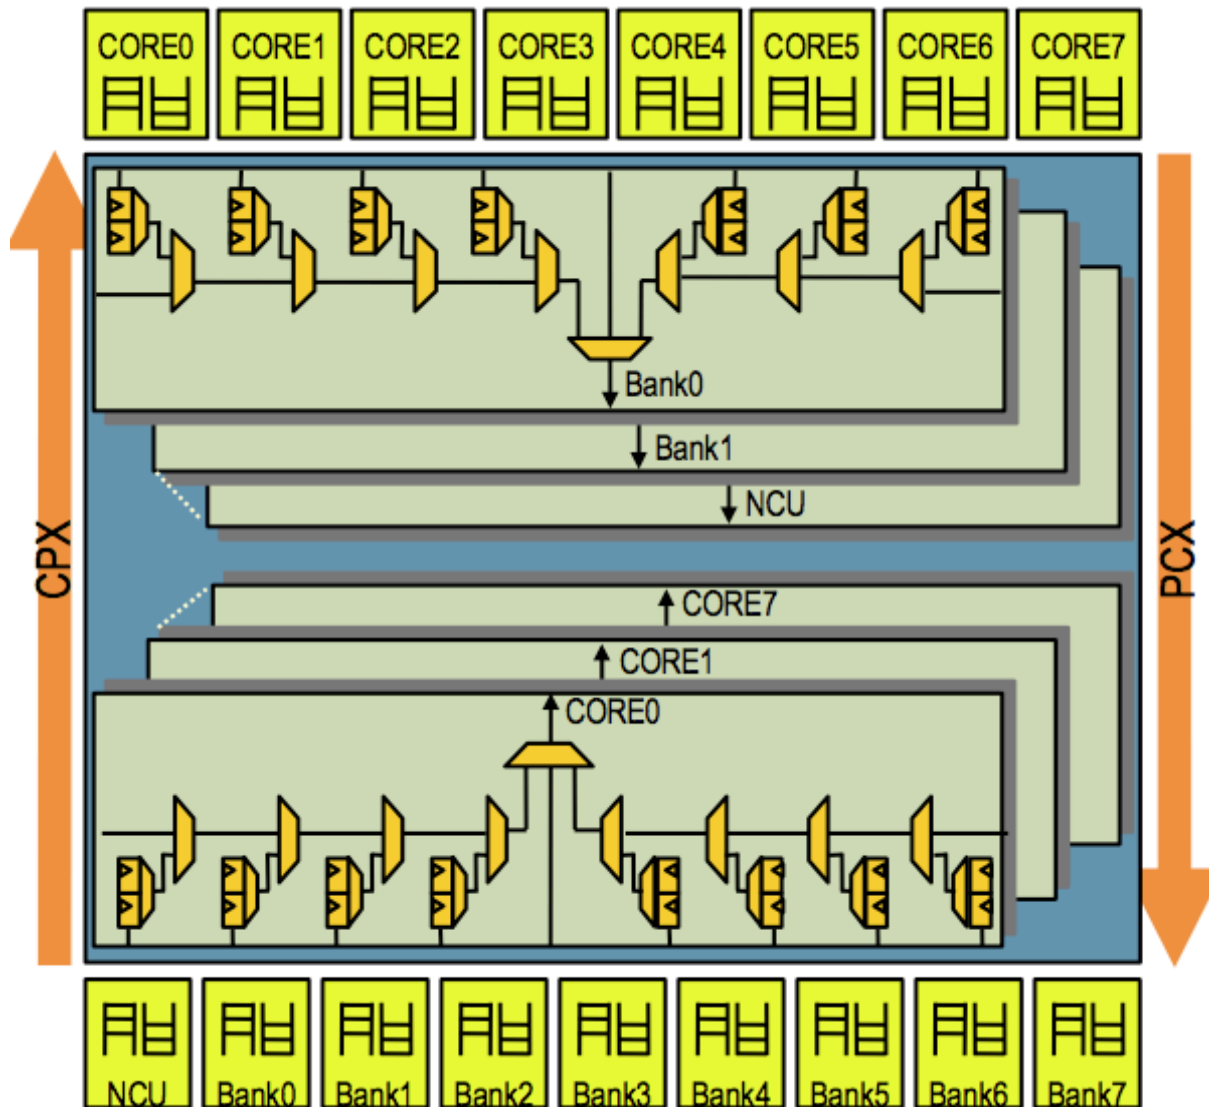 CORE0 CORE1 CORE2 CORE3 CORE4 CORE5 CORE6 CORE7
CPX
PCX
Bank0
Bank1
NCU
CORE7
CORE1
CORE0
NCU Bank0 Bank1 Bank2 Bank3 Bank4 Bank5 Bank6 Bank7